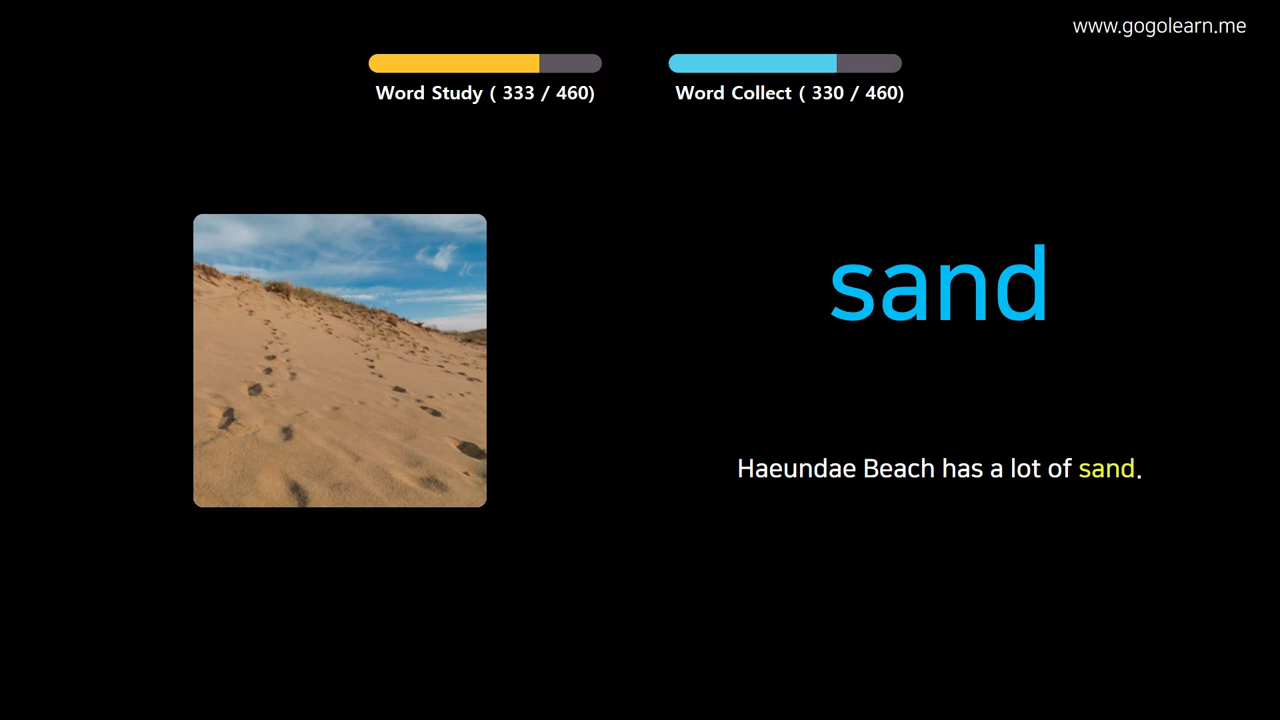 www.gogolearn.me
Word Study ( 333 / 460)
Word Collect ( 330 / 460)
sand
Haeundae Beach has a lot of sand.